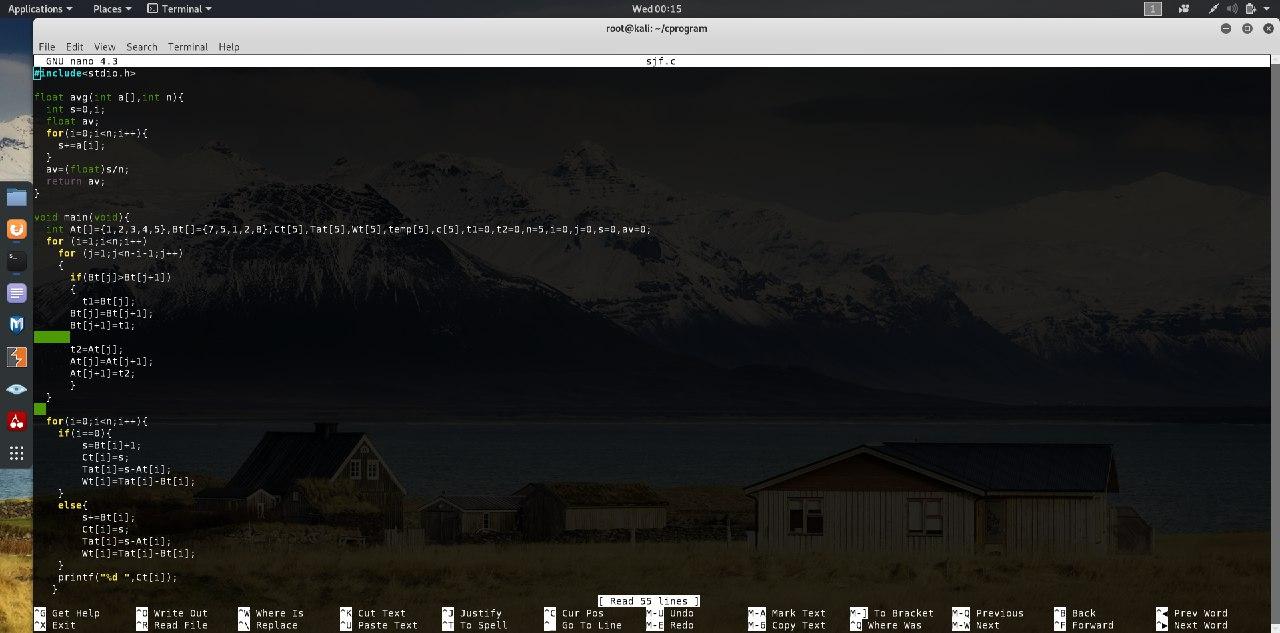 Applications Places Terminal Wed 00:15 1
root@kali: ~/cprogram
File Edit View Search Terminal Help
GNU nano 4.3 sjf.c
#include<stdio.h>
float avg(int a[],int n){
int s=0,i;
float av;
for(i=0;i<n;i++){
s+=a[i];
}
av=(float)s/n;
return av;
}
void main(void){
int At[]={1,2,3,4,5},Bt[]={7,5,1,2,8},Ct[5],Tat[5],Wt[5],temp[5],c[5],t1=0,t2=0,n=5,i=0,j=0,s=0,av=0;
for (i=1;i<n;i++)
for (j=1;j<n-i-1;j++)
{
if(Bt[j]>Bt[j+1])
{
t1=Bt[j];
Bt[j]=Bt[j+1];
Bt[j+1]=t1;
t2=At[j];
At[j]=At[j+1];
At[j+1]=t2;
}
}
for(i=0;i<n;i++){
if(i==0){
s=Bt[i]+1;
Ct[i]=s;
Tat[i]=s-At[i];
Wt[i]=Tat[i]-Bt[i];
}
else{
s+=Bt[i];
Ct[i]=s;
Tat[i]=s-At[i];
Wt[i]=Tat[i]-Bt[i];
}
printf("%d ",Ct[i]);
}
[ Read 55 lines ]
^G Get Help ^O Write Out ^W Where Is ^K Cut Text ^J Justify ^C Cur Pos M-U Undo M-A Mark Text M-] To Bracket M-Q Previous ^B Back ^◀ Prev Word
^X Exit ^R Read File ^\ Replace ^U Paste Text ^T To Spell ^_ Go To Line M-E Redo M-6 Copy Text ^Q Where Was M-W Next ^F Forward ^▶ Next Word